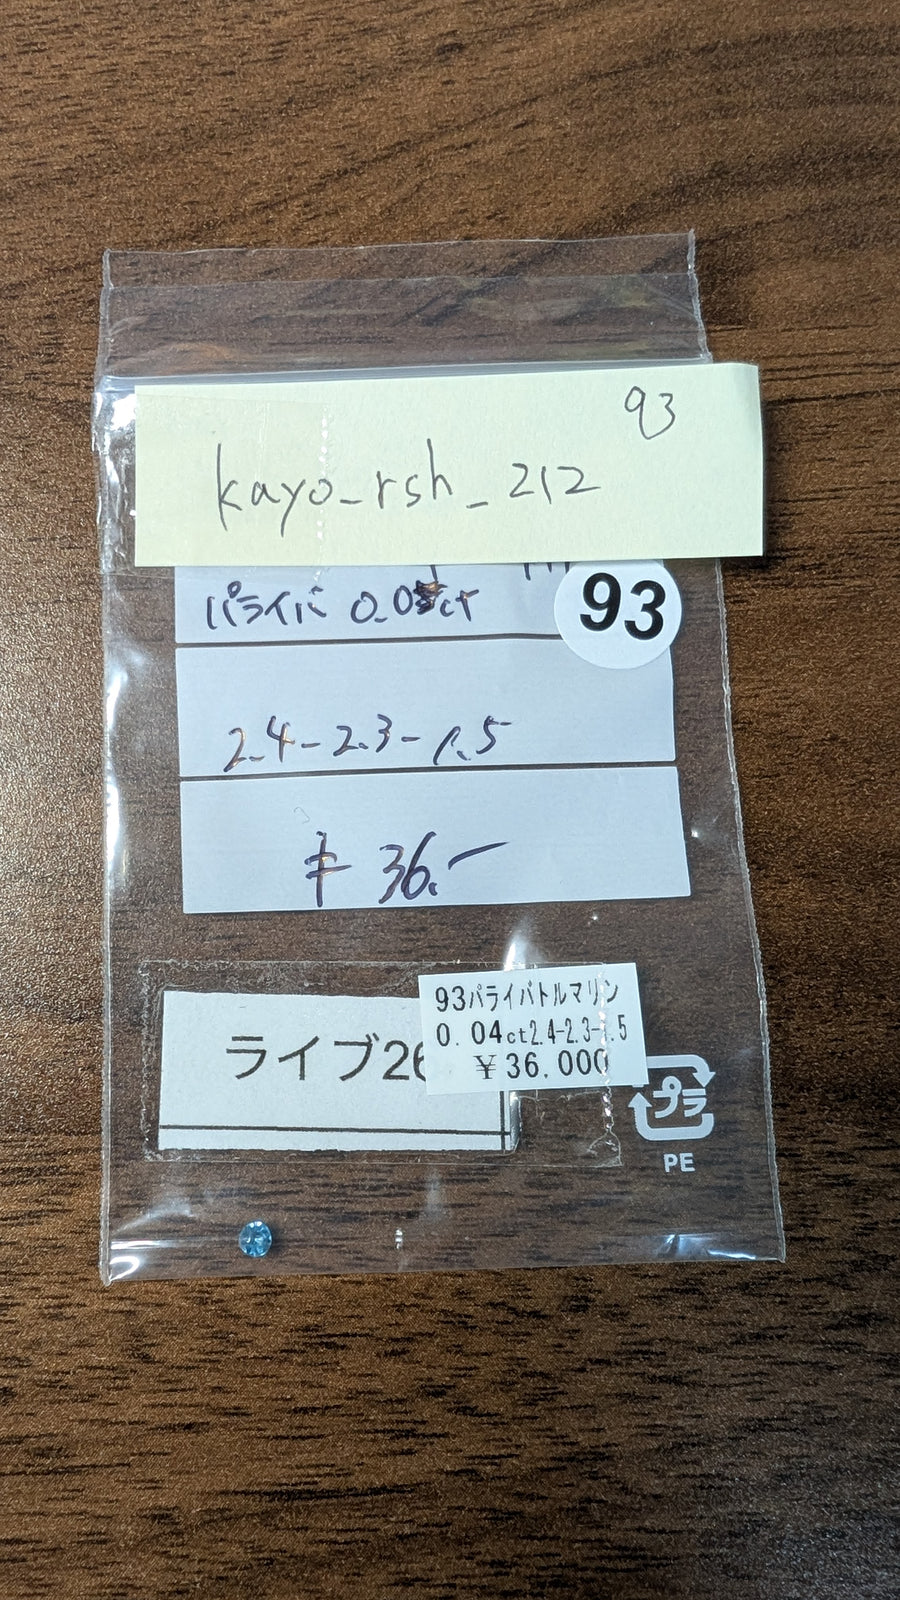 93
kayo_rsh_212
パライバ 0.05ct
93
2.4-2.3-1.5
¥ 36.-
ライブ26
93パライバトルマリン
0.04ct2.4-2.3-1.5
¥36.000
プラ
PE